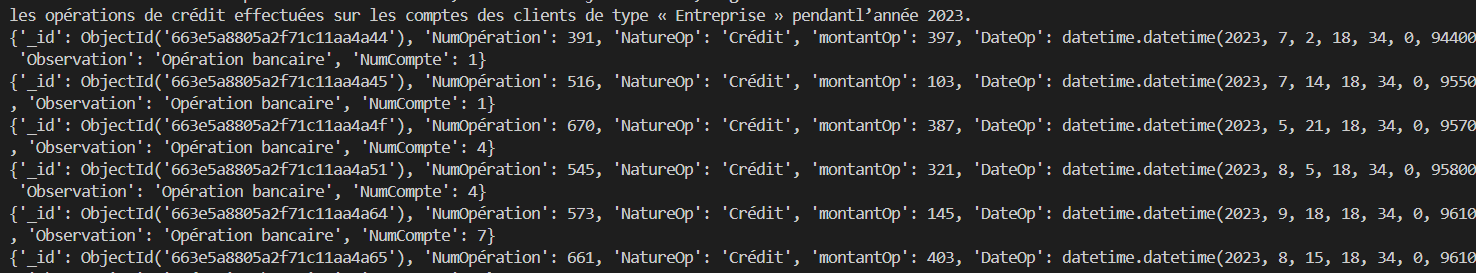 les opérations de crédit effectuées sur les comptes des clients de type « Entreprise » pendantl’année 2023.
{'_id': ObjectId('663e5a8805a2f71c11aa4a44'), 'NumOpération': 391, 'NatureOp': 'Crédit', 'montantOp': 397, 'DateOp': datetime.datetime(2023, 7, 2, 18, 34, 0, 94400
'Observation': 'Opération bancaire', 'NumCompte': 1}
{'_id': ObjectId('663e5a8805a2f71c11aa4a45'), 'NumOpération': 516, 'NatureOp': 'Crédit', 'montantOp': 103, 'DateOp': datetime.datetime(2023, 7, 14, 18, 34, 0, 9550
, 'Observation': 'Opération bancaire', 'NumCompte': 1}
{'_id': ObjectId('663e5a8805a2f71c11aa4a4f'), 'NumOpération': 670, 'NatureOp': 'Crédit', 'montantOp': 387, 'DateOp': datetime.datetime(2023, 5, 21, 18, 34, 0, 9570
, 'Observation': 'Opération bancaire', 'NumCompte': 4}
{'_id': ObjectId('663e5a8805a2f71c11aa4a51'), 'NumOpération': 545, 'NatureOp': 'Crédit', 'montantOp': 321, 'DateOp': datetime.datetime(2023, 8, 5, 18, 34, 0, 95800
'Observation': 'Opération bancaire', 'NumCompte': 4}
{'_id': ObjectId('663e5a8805a2f71c11aa4a64'), 'NumOpération': 573, 'NatureOp': 'Crédit', 'montantOp': 145, 'DateOp': datetime.datetime(2023, 9, 18, 18, 34, 0, 9610
, 'Observation': 'Opération bancaire', 'NumCompte': 7}
{'_id': ObjectId('663e5a8805a2f71c11aa4a65'), 'NumOpération': 661, 'NatureOp': 'Crédit', 'montantOp': 403, 'DateOp': datetime.datetime(2023, 8, 15, 18, 34, 0, 9610